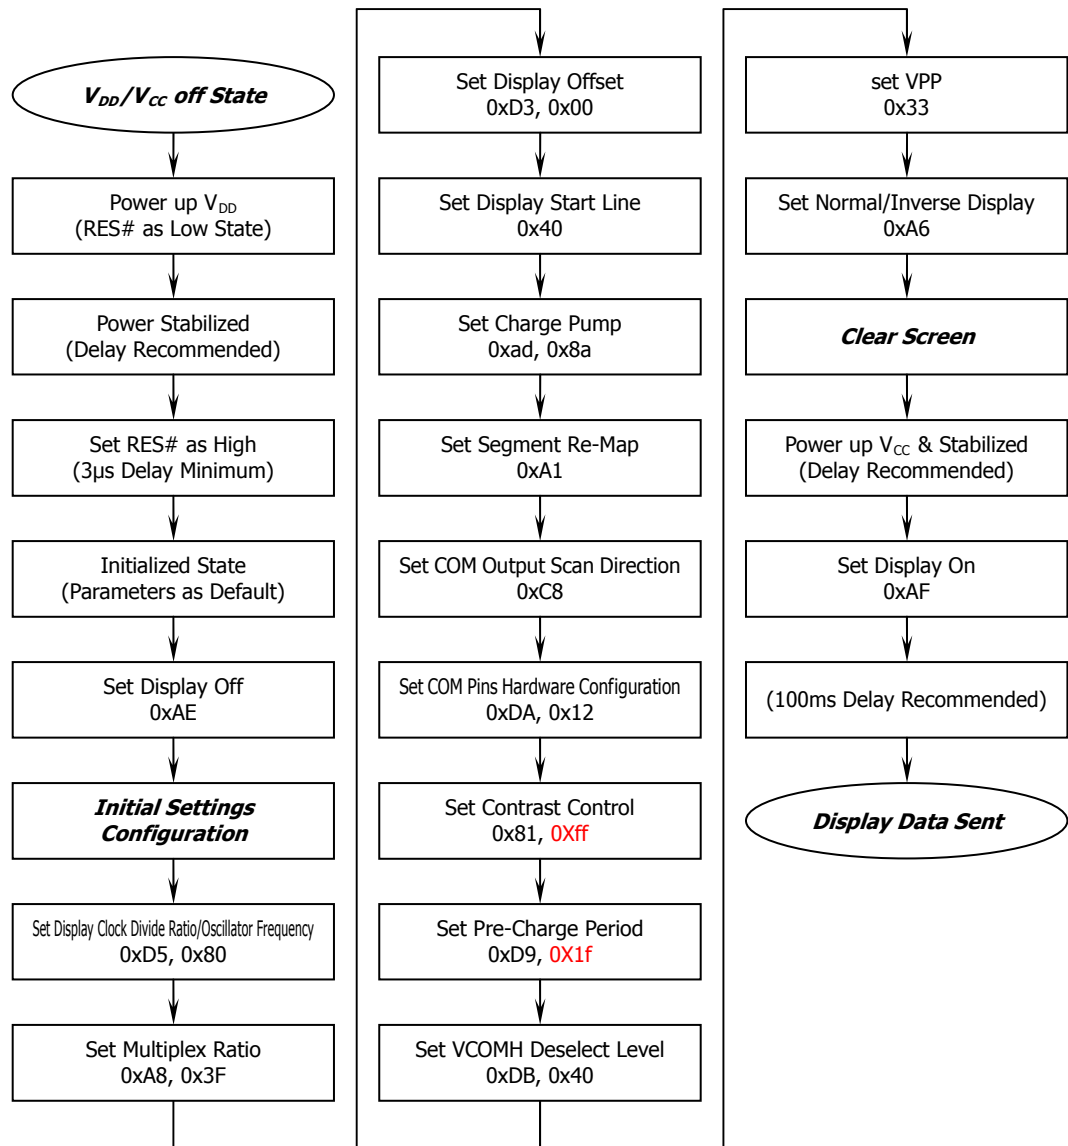 V_DD/V_CC off State
Power up V_DD
(RES# as Low State)
Power Stabilized
(Delay Recommended)
Set RES# as High
(3μs Delay Minimum)
Initialized State
(Parameters as Default)
Set Display Off
0xAE
Initial Settings
Configuration
Set Display Clock Divide Ratio/Oscillator Frequency
0xD5, 0x80
Set Multiplex Ratio
0xA8, 0x3F
Set Display Offset
0xD3, 0x00
Set Display Start Line
0x40
Set Charge Pump
0xad, 0x8a
Set Segment Re-Map
0xA1
Set COM Output Scan Direction
0xC8
Set COM Pins Hardware Configuration
0xDA, 0x12
Set Contrast Control
0x81, 0Xff
Set Pre-Charge Period
0xD9, 0X1f
Set VCOMH Deselect Level
0xDB, 0x40
set VPP
0x33
Set Normal/Inverse Display
0xA6
Clear Screen
Power up V_CC & Stabilized
(Delay Recommended)
Set Display On
0xAF
(100ms Delay Recommended)
Display Data Sent